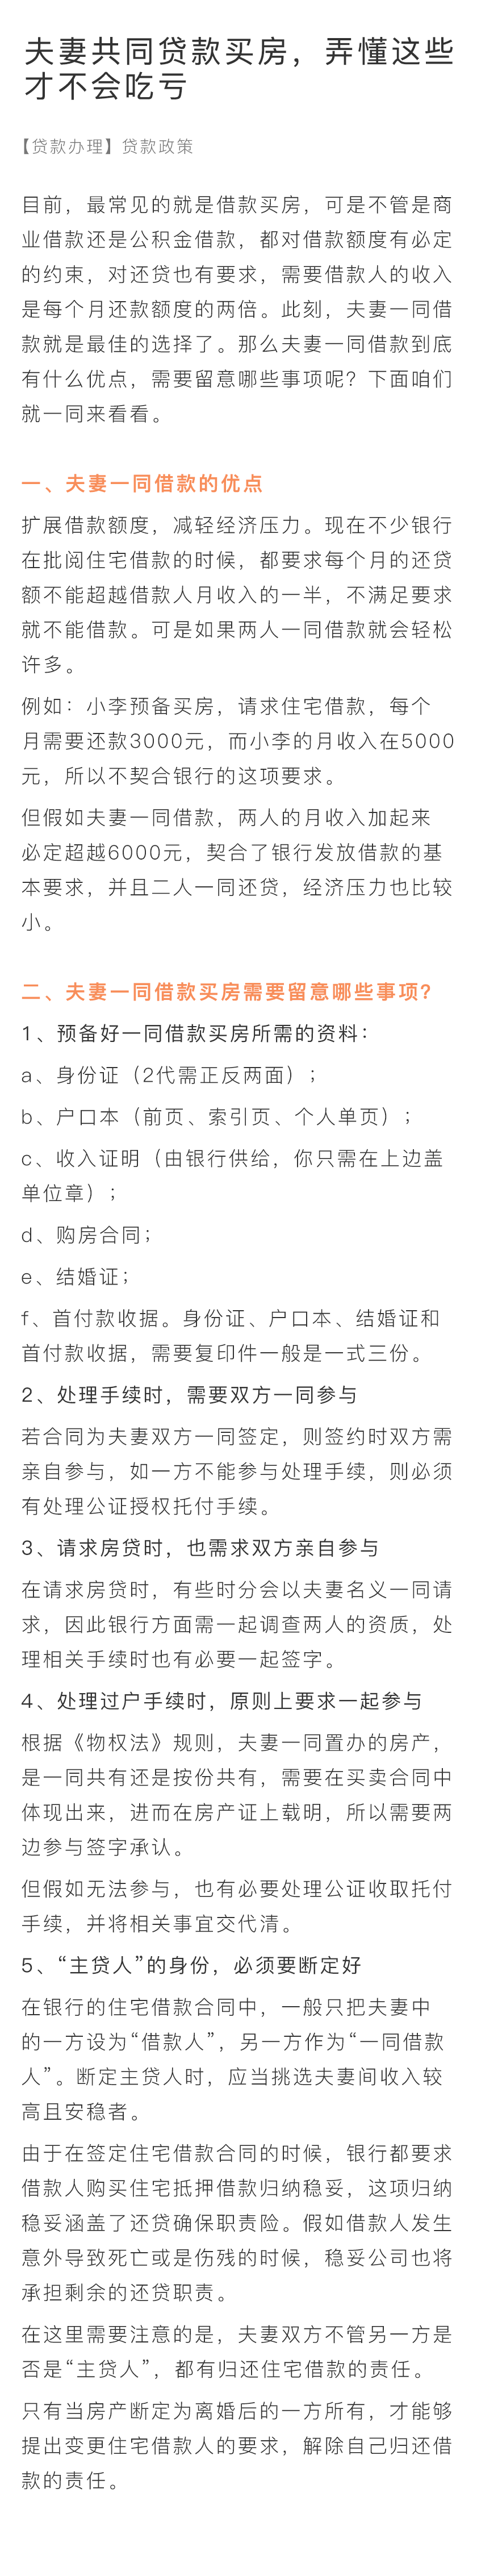 夫妻共同贷款买房，弄懂这些
才不会吃亏
【贷款办理】贷款政策
目前，最常见的就是借款买房，可是不管是商
业借款还是公积金借款，都对借款额度有必定
的约束，对还贷也有要求，需要借款人的收入
是每个月还款额度的两倍。此刻，夫妻一同借
款就是最佳的选择了。那么夫妻一同借款到底
有什么优点，需要留意哪些事项呢？下面咱们
就一同来看看。
一、夫妻一同借款的优点
扩展借款额度，减轻经济压力。现在不少银行
在批阅住宅借款的时候，都要求每个月的还贷
额不能超越借款人月收入的一半，不满足要求
就不能借款。可是如果两人一同借款就会轻松
许多。
例如：小李预备买房，请求住宅借款，每个
月需要还款3000元，而小李的月收入在5000
元，所以不契合银行的这项要求。
但假如夫妻一同借款，两人的月收入加起来
必定超越6000元，契合了银行发放借款的基
本要求，并且二人一同还贷，经济压力也比较
小。
二、夫妻一同借款买房需要留意哪些事项？
1、预备好一同借款买房所需的资料：
a、身份证（2代需正反两面）；
b、户口本（前页、索引页、个人单页）；
c、收入证明（由银行供给，你只需在上边盖
单位章）；
d、购房合同；
e、结婚证；
f、首付款收据。身份证、户口本、结婚证和
首付款收据，需要复印件一般是一式三份。
2、处理手续时，需要双方一同参与
若合同为夫妻双方一同签定，则签约时双方需
亲自参与，如一方不能参与处理手续，则必须
有处理公证授权托付手续。
3、请求房贷时，也需求双方亲自参与
在请求房贷时，有些时分会以夫妻名义一同请
求，因此银行方面需一起调查两人的资质，处
理相关手续时也有必要一起签字。
4、处理过户手续时，原则上要求一起参与
根据《物权法》规则，夫妻一同置办的房产，
是一同共有还是按份共有，需要在买卖合同中
体现出来，进而在房产证上载明，所以需要两
边参与签字承认。
但假如无法参与，也有必要处理公证收取托付
手续，并将相关事宜交代清。
5、“主贷人”的身份，必须要断定好
在银行的住宅借款合同中，一般只把夫妻中
的一方设为“借款人”，另一方作为“一同借款
人”。断定主贷人时，应当挑选夫妻间收入较
高且安稳者。
由于在签定住宅借款合同的时候，银行都要求
借款人购买住宅抵押借款归纳稳妥，这项归纳
稳妥涵盖了还贷确保职责险。假如借款人发生
意外导致死亡或是伤残的时候，稳妥公司也将
承担剩余的还贷职责。
在这里需要注意的是，夫妻双方不管另一方是
否是“主贷人”，都有归还住宅借款的责任。
只有当房产断定为离婚后的一方所有，才能够
提出变更住宅借款人的要求，解除自己归还借
款的责任。